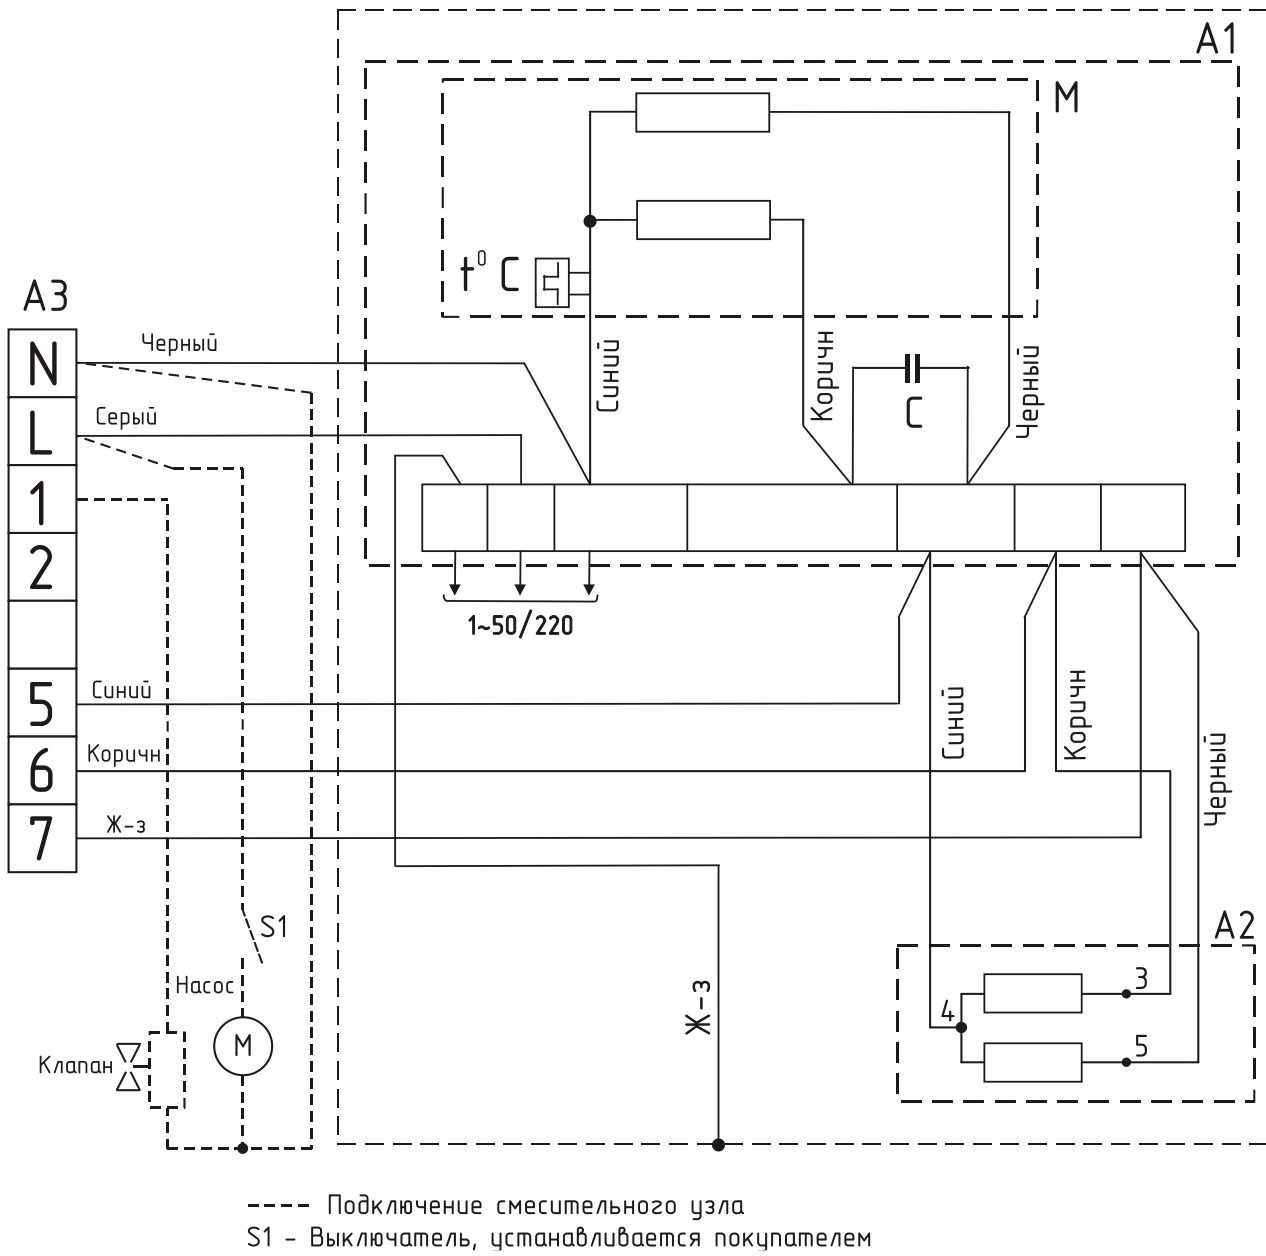 A1
M
t⁰ C
A3
N
Черный
L
Серый
1
2
5
Синий
6
Коричн
7
Ж-з
Синий
Коричн
C
Черный
1~50/220
Синий
Коричн
Черный
S1
Насос
M
Клапан
Ж-з
A2
3
4
5
Подключение смесительного узла
S1 - Выключатель, устанавливается покупателем